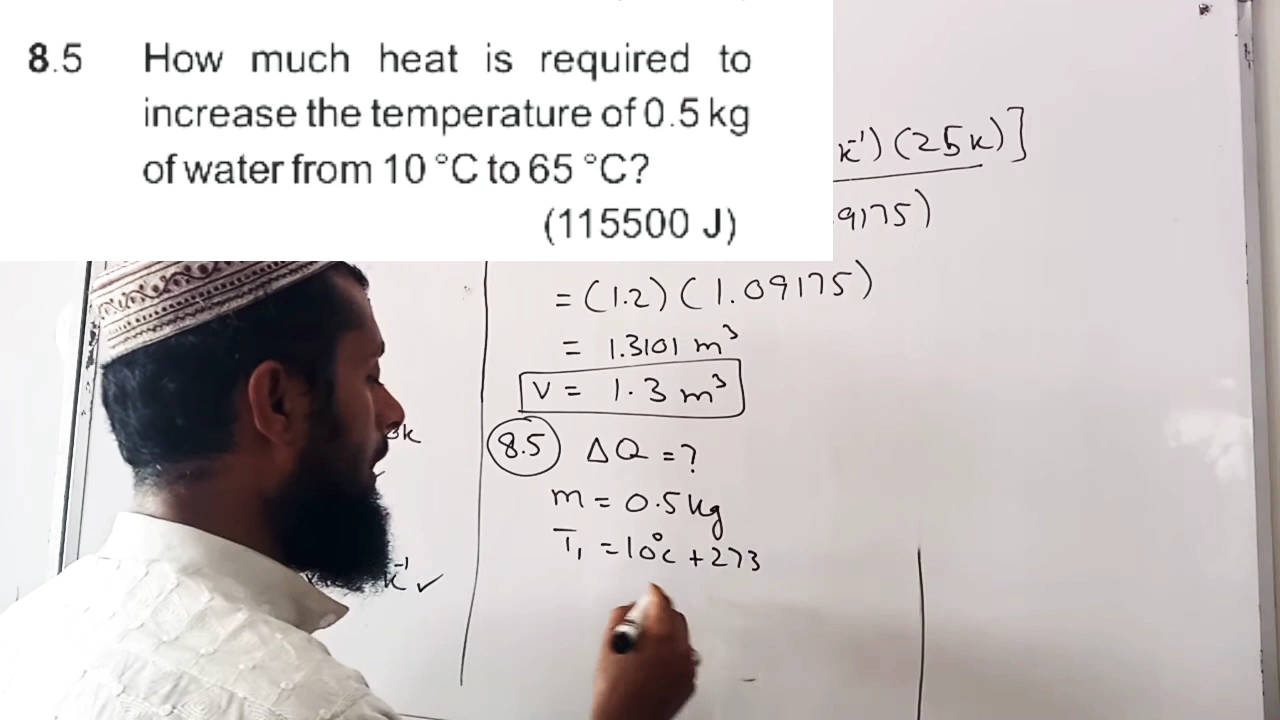 8.5 How much heat is required to
increase the temperature of 0.5 kg
of water from 10 °C to 65 °C?
(115500 J)
k⁻¹) (25k)]
9175)
= (1.2) (1.09175)
= 1.3101 m³
V = 1.3 m³
8.5 ΔQ = ?
m = 0.5 kg
T₁ = 10°C + 273
k
k⁻¹ ✓